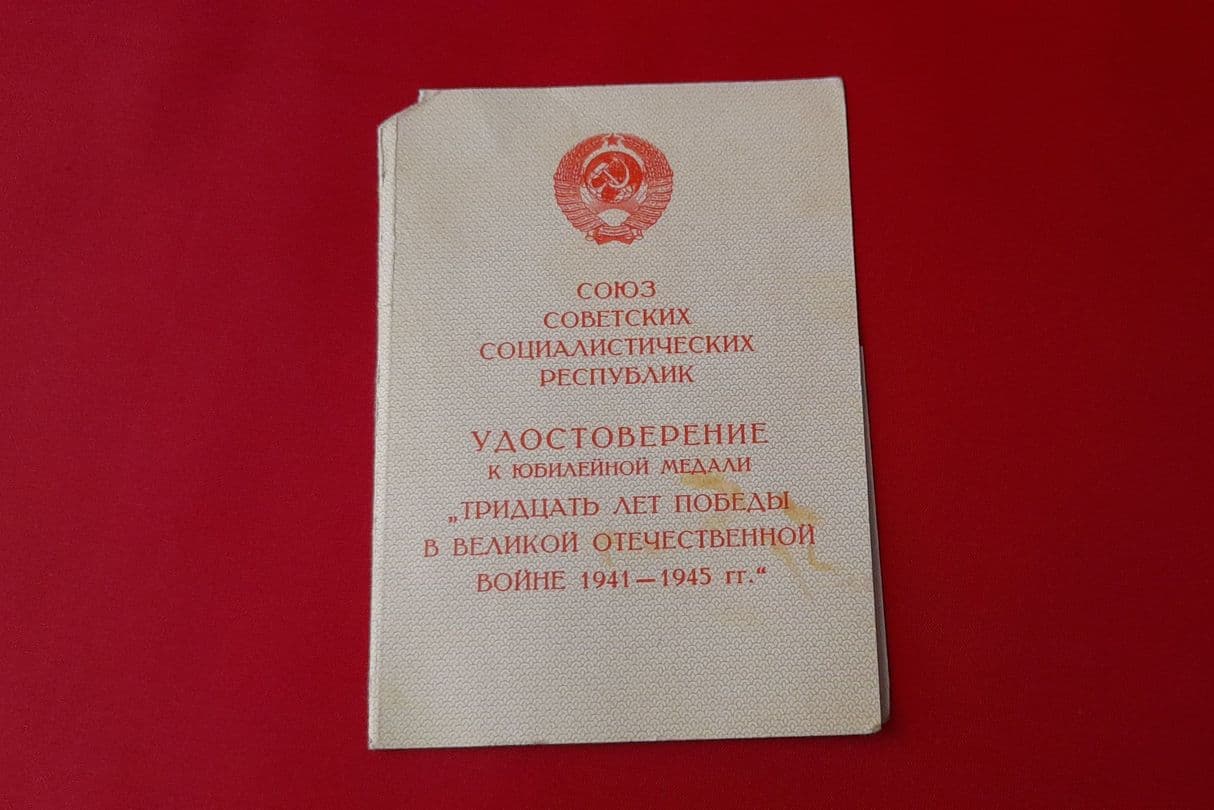 СОЮЗ
СОВЕТСКИХ
СОЦИАЛИСТИЧЕСКИХ
РЕСПУБЛИК
УДОСТОВЕРЕНИЕ
К ЮБИЛЕЙНОЙ МЕДАЛИ
„ТРИДЦАТЬ ЛЕТ ПОБЕДЫ
В ВЕЛИКОЙ ОТЕЧЕСТВЕННОЙ
ВОЙНЕ 1941—1945 гг.“